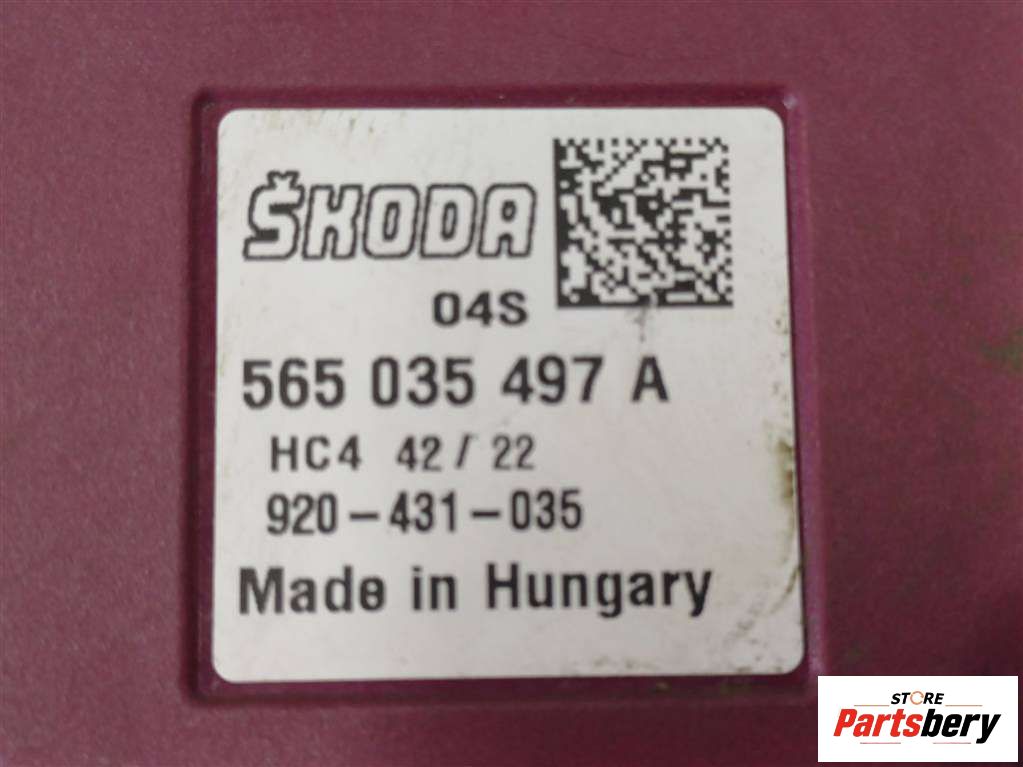 ŠKODA
04S
565 035 497 A
HC4 42 / 22
920-431-035
Made in Hungary
STORE
Partsbery